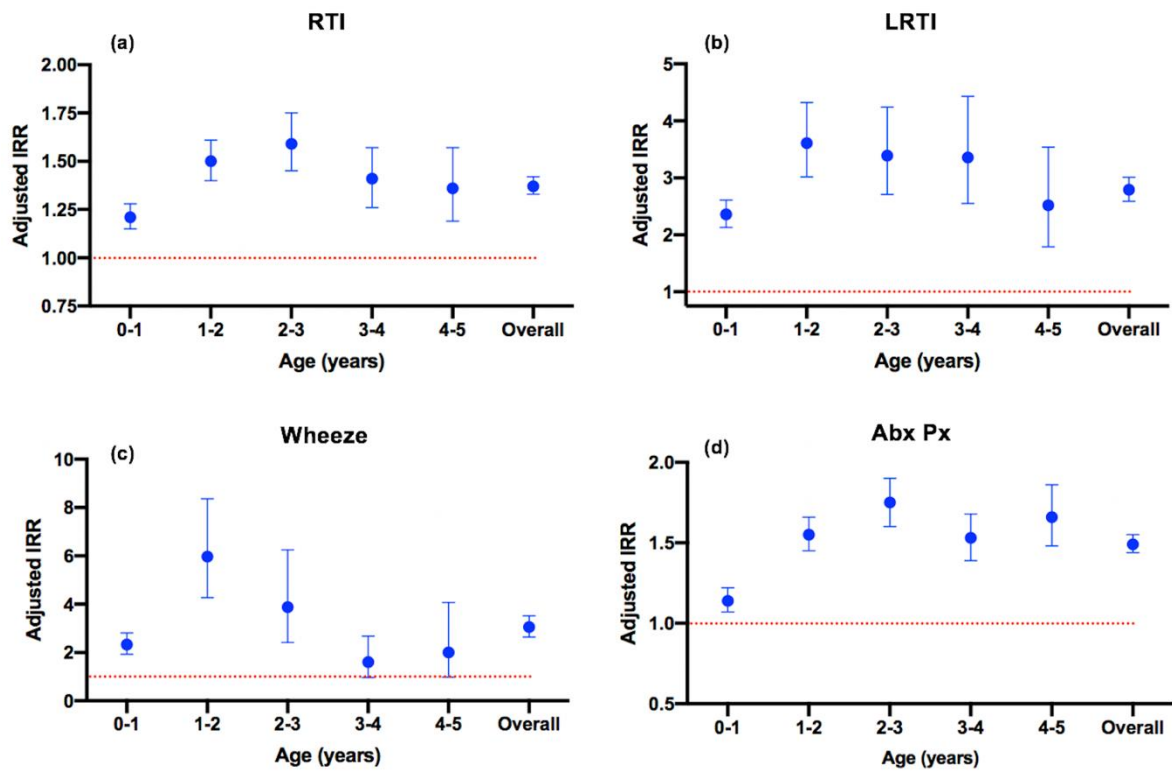 RTI
(a)
2.00
1.75
1.50
1.25
1.00
0.75
Adjusted IRR
0-1 1-2 2-3 3-4 4-5 Overall
Age (years)
LRTI
(b)
5
4
3
2
1
Adjusted IRR
0-1 1-2 2-3 3-4 4-5 Overall
Age (years)
Wheeze
(c)
10
8
6
4
2
0
Adjusted IRR
0-1 1-2 2-3 3-4 4-5 Overall
Age (years)
Abx Px
(d)
2.0
1.5
1.0
0.5
Adjusted IRR
0-1 1-2 2-3 3-4 4-5 Overall
Age (years)